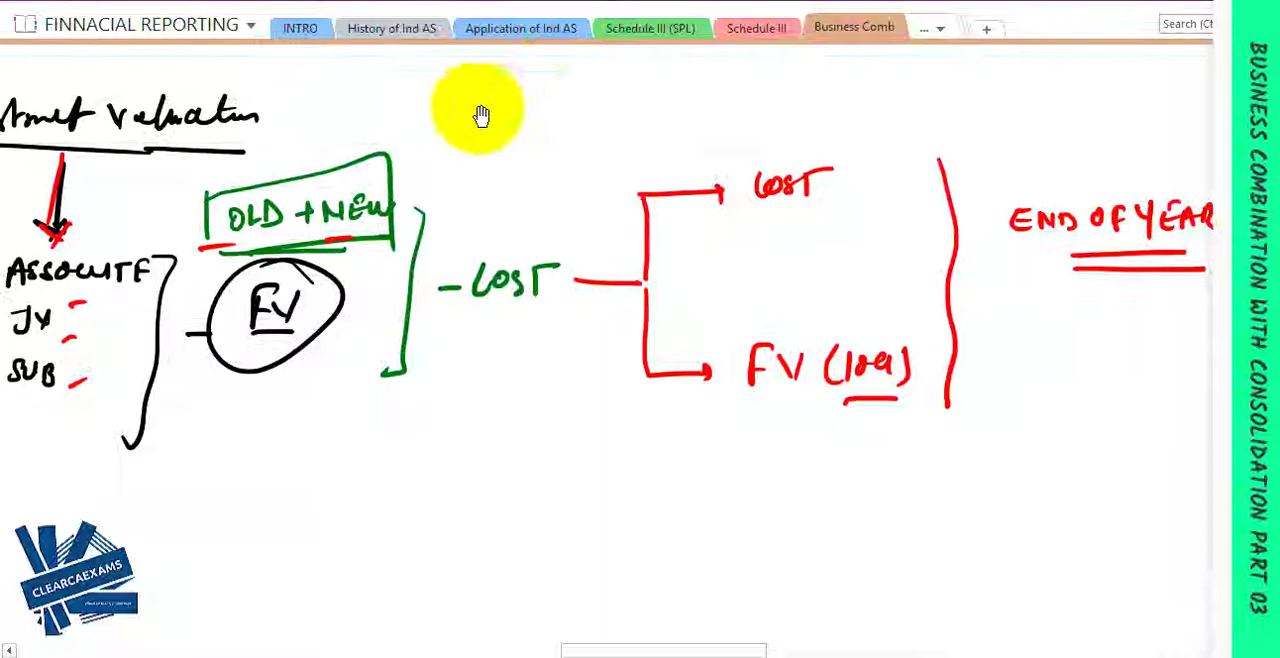 FINNACIAL REPORTING
INTRO
History of Ind AS
Application of Ind AS
Schedule III (SPL)
Schedule III
Business Comb
...
+
Search (Ct
Valuation
OLD + NEW
ASSOCIATE
JV
SUB
FV
- COST
COST
FV (109)
END OF YEAR
CLEARCAEXAMS
BUSINESS COMBINATION WITH CONSOLIDATION PART 03